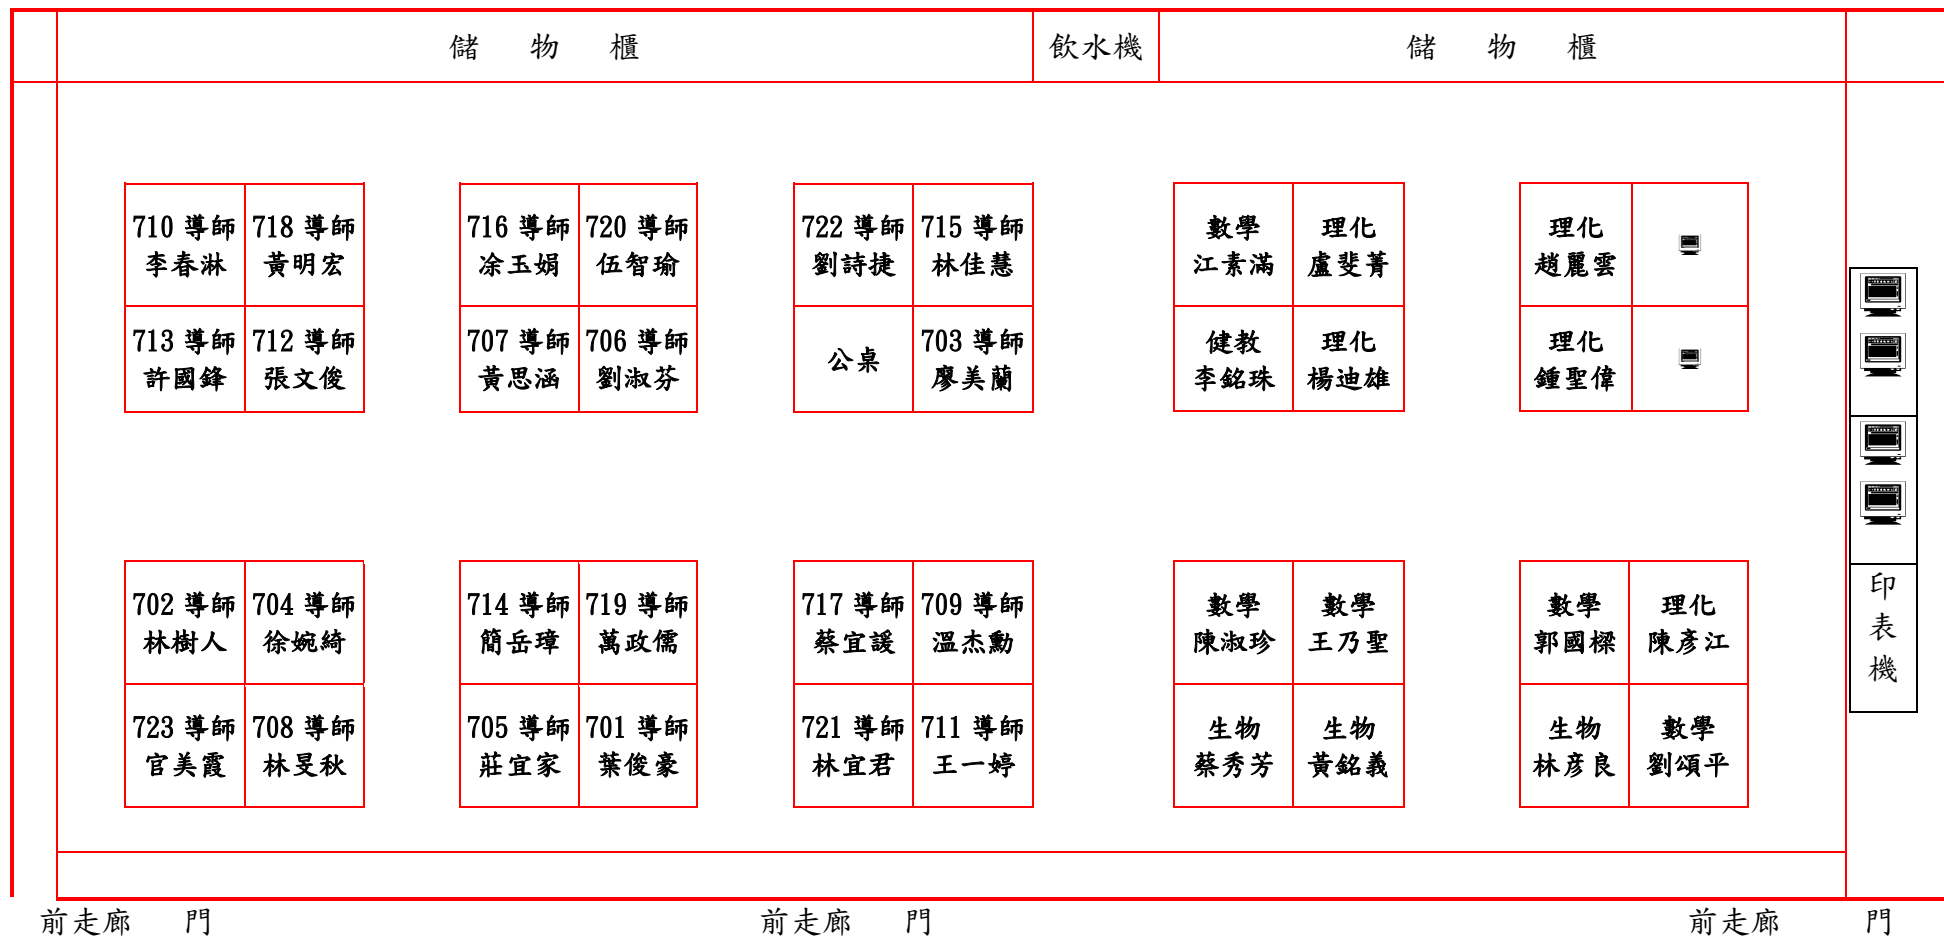 儲 物 櫃 飲水機 儲 物 櫃
710 導師 718 導師 716 導師 720 導師 722 導師 715 導師 數學 理化 理化
李春淋 黃明宏 凃玉娟 伍智瑜 劉詩捷 林佳慧 江素滿 盧斐菁 趙麗雲
713 導師 712 導師 707 導師 706 導師 公桌 703 導師 健教 理化 理化
許國鋒 張文俊 黃思涵 劉淑芬 廖美蘭 李銘珠 楊迪雄 鍾聖偉
702 導師 704 導師 714 導師 719 導師 717 導師 709 導師 數學 數學 數學 理化
林樹人 徐婉綺 簡岳璋 萬政儒 蔡宜諼 溫杰勳 陳淑珍 王乃聖 郭國樑 陳彥江
723 導師 708 導師 705 導師 701 導師 721 導師 711 導師 生物 生物 生物 數學
官美霞 林旻秋 莊宜家 葉俊豪 林宜君 王一婷 蔡秀芳 黃銘義 林彥良 劉頌平
印
表
機
前走廊 門 前走廊 門 前走廊 門